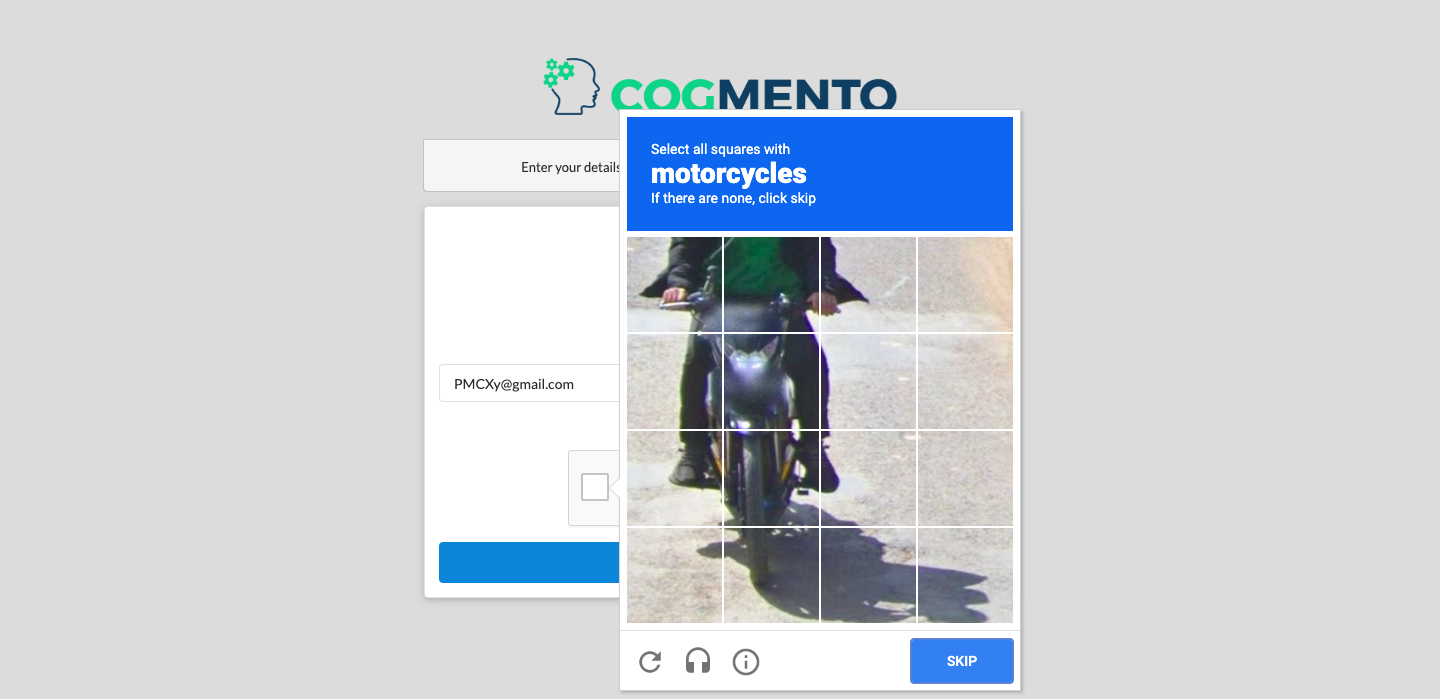 COGMENTO
Enter your details
PMCXy@gmail.com
Select all squares with
motorcycles
If there are none, click skip
SKIP